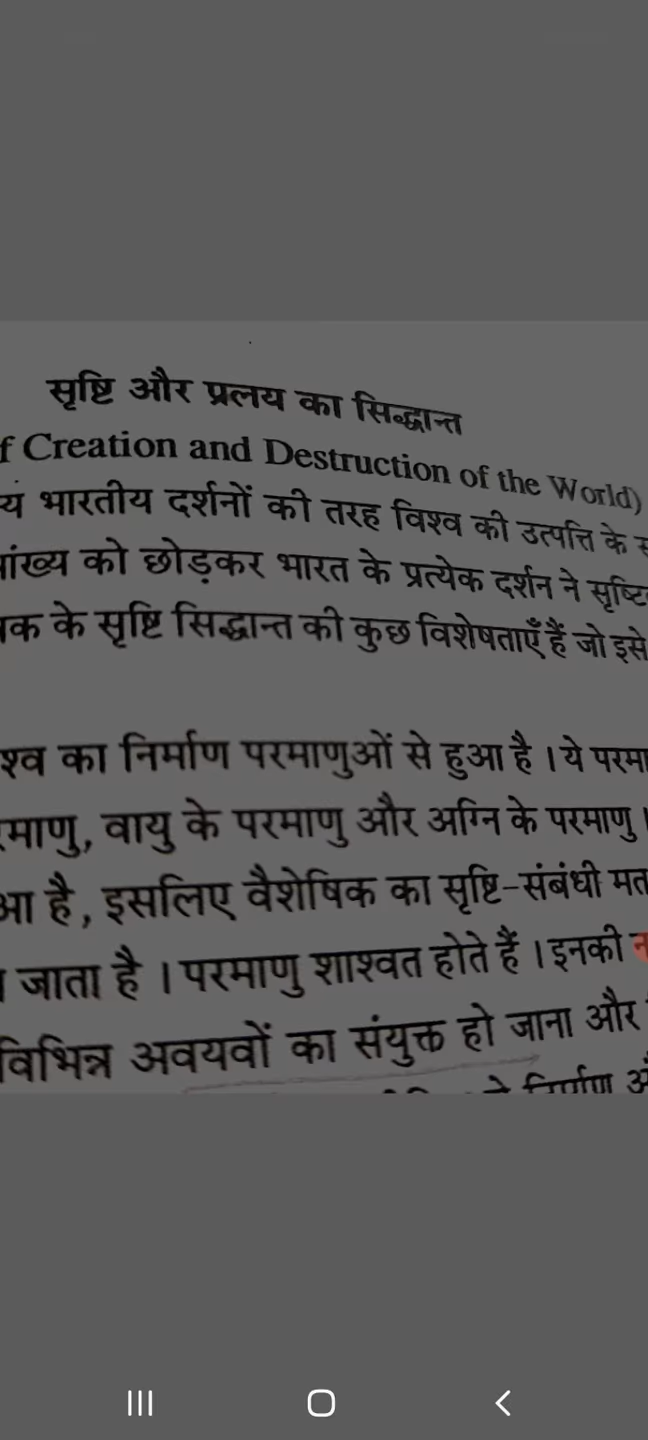 सृष्टि और प्रलय का सिद्धान्त
f Creation and Destruction of the World)
भारतीय दर्शनों की तरह विश्व की उत्पत्ति के
को छोड़कर भारत के प्रत्येक दर्शन ने
के सृष्टि सिद्धान्त की कुछ विशेषताएँ हैं जो इसे
का निर्माण परमाणुओं से हुआ है । ये
वायु के परमाणु और अग्नि के परमाणु ।
है, इसलिए वैशेषिक का सृष्टि-संबंधी मत
जाता है । परमाणु शाश्वत होते हैं । इनकी
विभिन्न अवयवों का संयुक्त हो जाना और